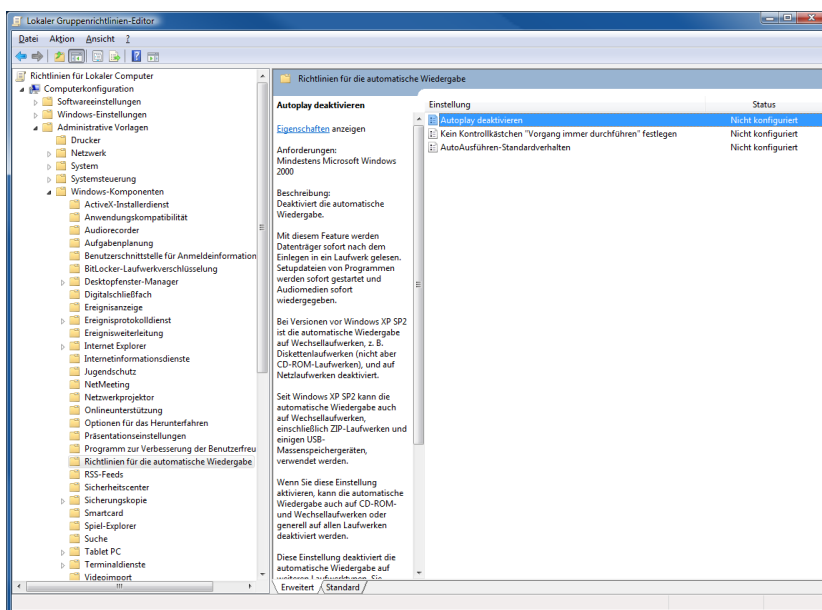 Lokaler Gruppenrichtlinien-Editor
Datei Aktion Ansicht ?
Richtlinien für Lokaler Computer
Computerkonfiguration
Softwareeinstellungen
Windows-Einstellungen
Administrative Vorlagen
Drucker
Netzwerk
System
Systemsteuerung
Windows-Komponenten
ActiveX-Installerdienst
Anwendungskompatibilität
Audiorecorder
Aufgabenplanung
Benutzerschnittstelle für Anmeldeinformation
BitLocker-Laufwerkverschlüsselung
Desktopfenster-Manager
Digitalschließfach
Ereignisanzeige
Ereignisprotokolldienst
Ereignisweiterleitung
Internet Explorer
Internetinformationsdienste
Jugendschutz
NetMeeting
Netzwerkprojektor
Onlineunterstützung
Optionen für das Herunterfahren
Präsentationseinstellungen
Programm zur Verbesserung der Benutzerfreu
Richtlinien für die automatische Wiedergabe
RSS-Feeds
Sicherheitscenter
Sicherungskopie
Smartcard
Spiel-Explorer
Suche
Tablet PC
Terminaldienste
Videoimport
Richtlinien für die automatische Wiedergabe
Autoplay deaktivieren
Eigenschaften anzeigen
Anforderungen:
Mindestens Microsoft Windows
2000
Beschreibung:
Deaktiviert die automatische
Wiedergabe.
Mit diesem Feature werden
Datenträger sofort nach dem
Einlegen in ein Laufwerk gelesen.
Setupdateien von Programmen
werden sofort gestartet und
Audiomedien sofort
wiedergegeben.
Bei Versionen vor Windows XP SP2
ist die automatische Wiedergabe
auf Wechsellaufwerken, z. B.
Diskettenlaufwerken (nicht aber
CD-ROM-Laufwerken), und auf
Netzlaufwerken deaktiviert.
Seit Windows XP SP2 kann die
automatische Wiedergabe auch
auf Wechsellaufwerken,
einschließlich ZIP-Laufwerken und
einigen USB-
Massenspeichergeräten,
verwendet werden.
Wenn Sie diese Einstellung
aktivieren, kann die automatische
Wiedergabe auch auf CD-ROM-
und Wechsellaufwerken oder
generell auf allen Laufwerken
deaktiviert werden.
Diese Einstellung deaktiviert die
automatische Wiedergabe auf
weiteren Laufwerktypen. Sie
Einstellung Status
Autoplay deaktivieren Nicht konfiguriert
Kein Kontrollkästchen "Vorgang immer durchführen" festlegen Nicht konfiguriert
AutoAusführen-Standardverhalten Nicht konfiguriert
Erweitert Standard